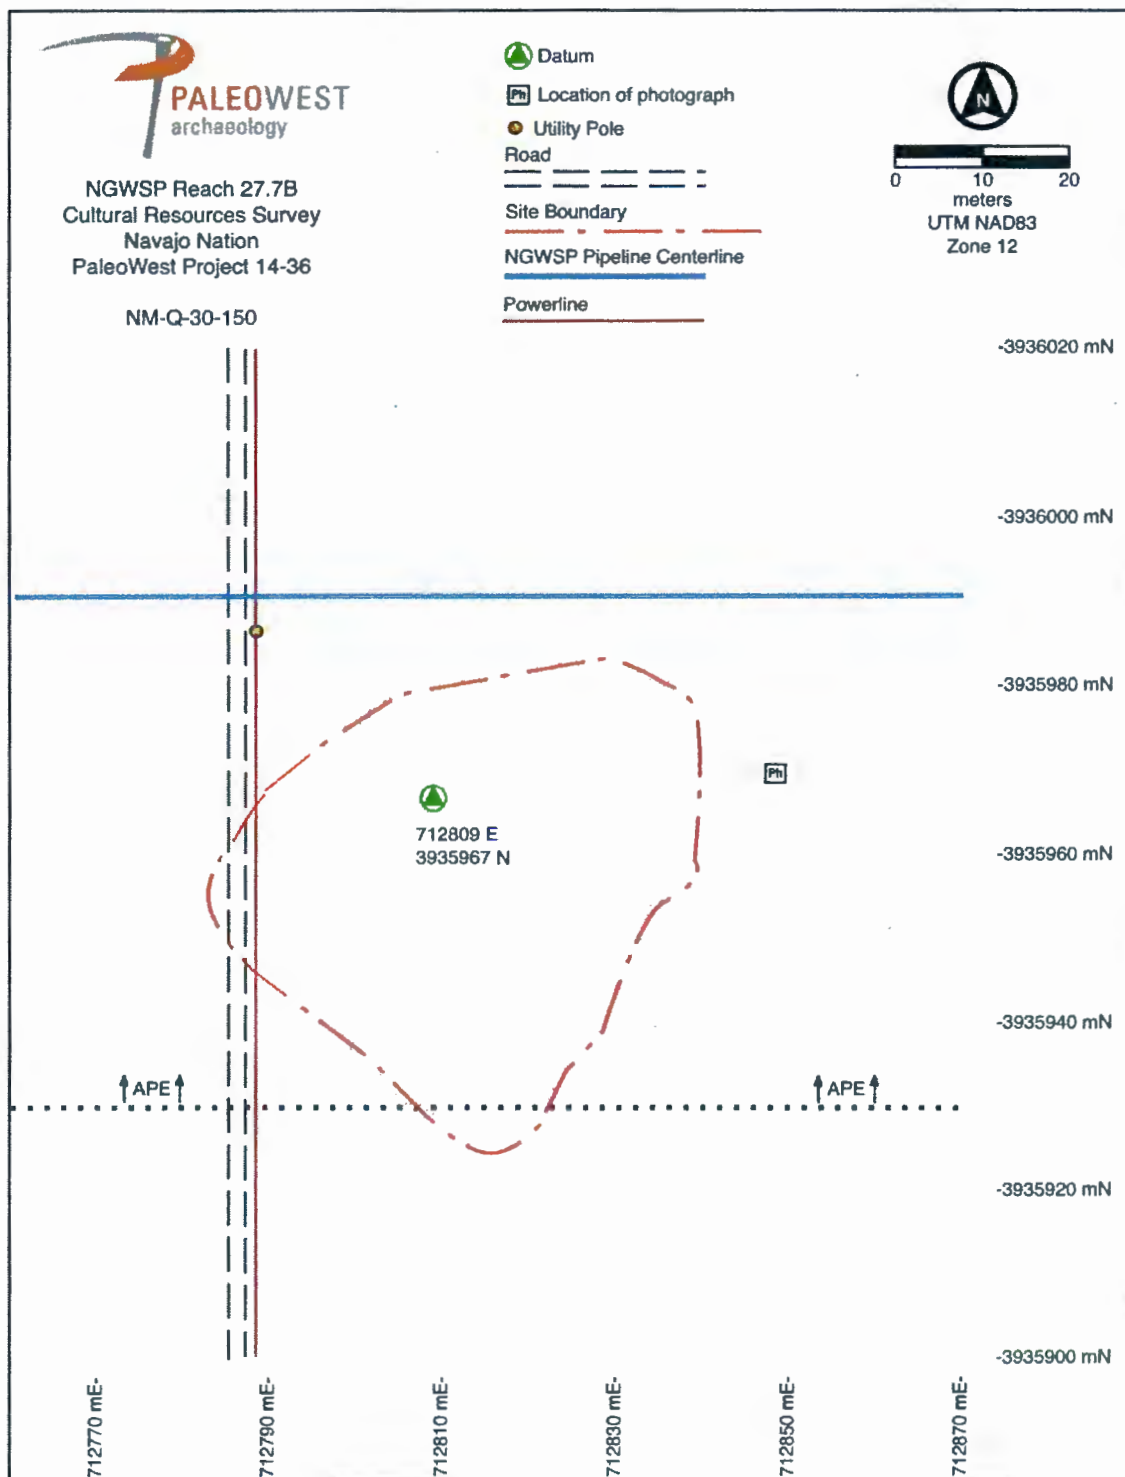 PALEOWEST
archaeology
NGWSP Reach 27.7B
Cultural Resources Survey
Navajo Nation
PaleoWest Project 14-36
NM-Q-30-150
Datum
Ph Location of photograph
Utility Pole
Road
Site Boundary
NGWSP Pipeline Centerline
Powerline
N
0 10 20
meters
UTM NAD83
Zone 12
-3936020 mN
-3936000 mN
-3935980 mN
Ph
712809 E
3935967 N
-3935960 mN
-3935940 mN
APE
APE
-3935920 mN
-3935900 mN
712770 mE-
712790 mE-
712810 mE-
712830 mE-
712850 mE-
712870 mE-